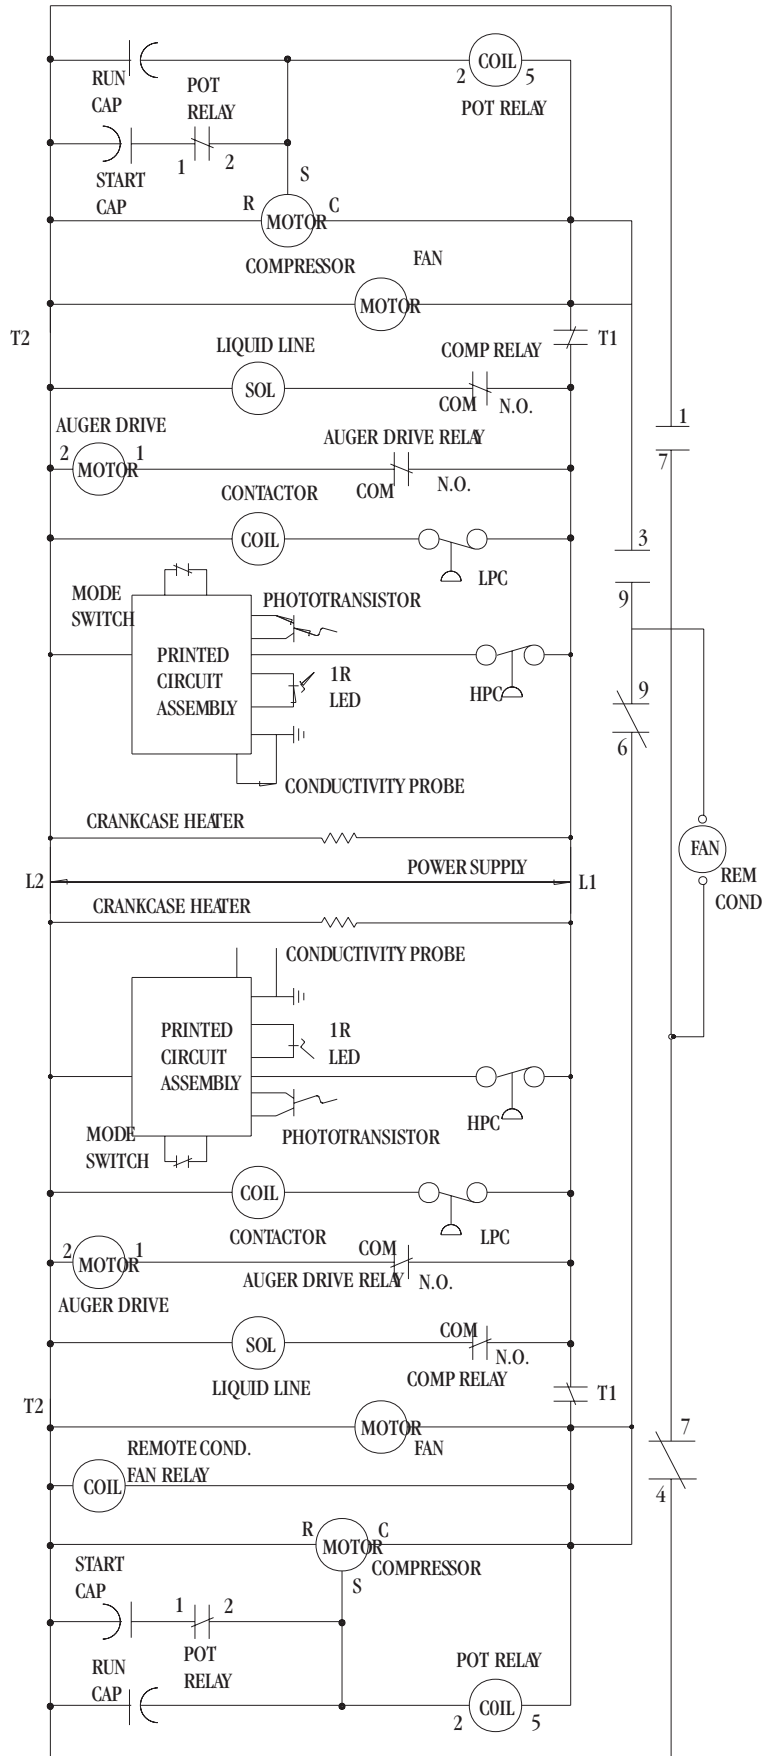 COIL
2 5
RUN
CAP
POT
RELAY
POT RELAY
1 2
START
CAP
S
R C
MOTOR
COMPRESSOR
FAN
MOTOR
T2
T1
LIQUID LINE
COMP RELAY
SOL
COM N.O.
1
AUGER DRIVE
2 1
MOTOR
AUGER DRIVE RELAY
COM N.O.
7
CONTACTOR
COIL
LPC
3
9
MODE
SWITCH
PHOTOTRANSISTOR
PRINTED
CIRCUIT
ASSEMBLY
1R
LED
HPC
9
6
CONDUCTIVITY PROBE
CRANKCASE HEATER
FAN
REM
COND
POWER SUPPLY
L2
L1
CRANKCASE HEATER
CONDUCTIVITY PROBE
PRINTED
CIRCUIT
ASSEMBLY
1R
LED
HPC
MODE
SWITCH
PHOTOTRANSISTOR
COIL
CONTACTOR
LPC
2 1
MOTOR
AUGER DRIVE
COM
AUGER DRIVE RELAY
N.O.
SOL
LIQUID LINE
COM
N.O.
COMP RELAY
T2
T1
MOTOR
FAN
7
4
REMOTE COND.
FAN RELAY
COIL
R C
MOTOR
COMPRESSOR
S
START
CAP
1 2
POT
RELAY
RUN
CAP
POT RELAY
COIL
2 5